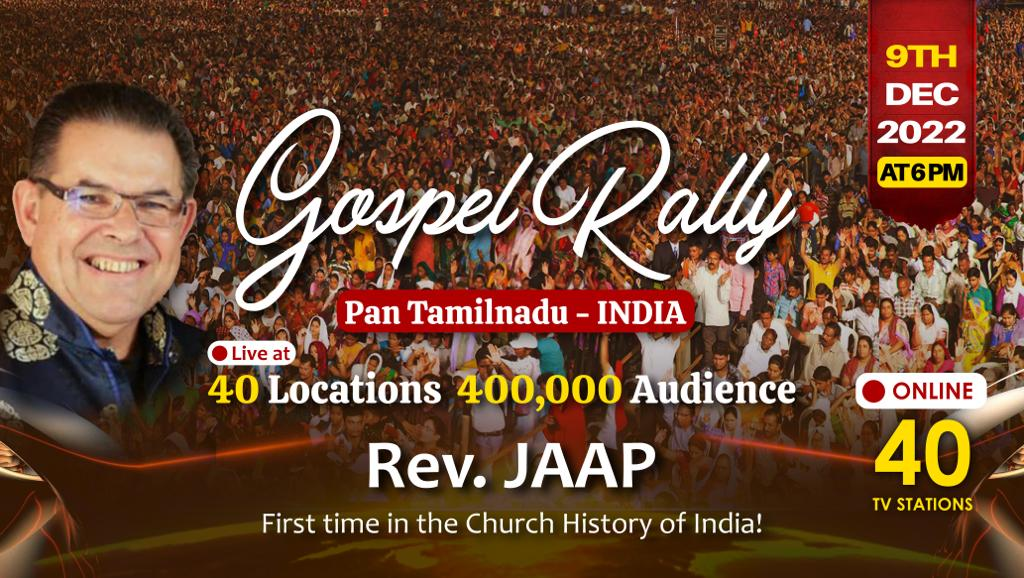 9TH
DEC
2022
AT 6 PM
Gospel Rally
Pan Tamilnadu - INDIA
Live at
40 Locations 400,000 Audience
ONLINE
40
TV STATIONS
Rev. JAAP
First time in the Church History of India!